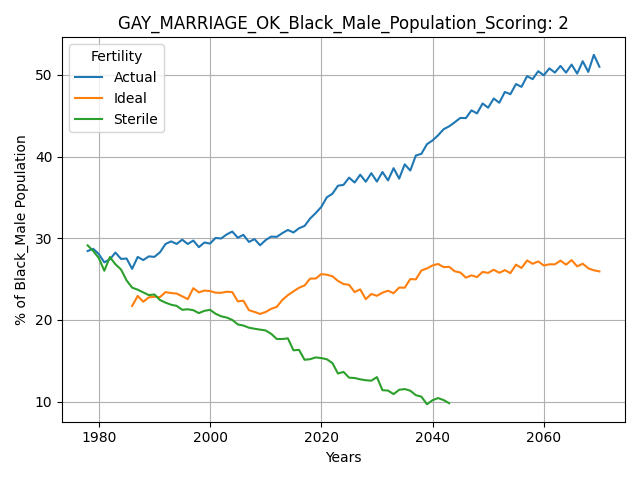 GAY_MARRIAGE_OK_Black_Male_Population_Scoring: 2
Fertility
Actual
Ideal
Sterile
% of Black_Male Population
50
40
30
20
10
1980
2000
2020
2040
2060
Years